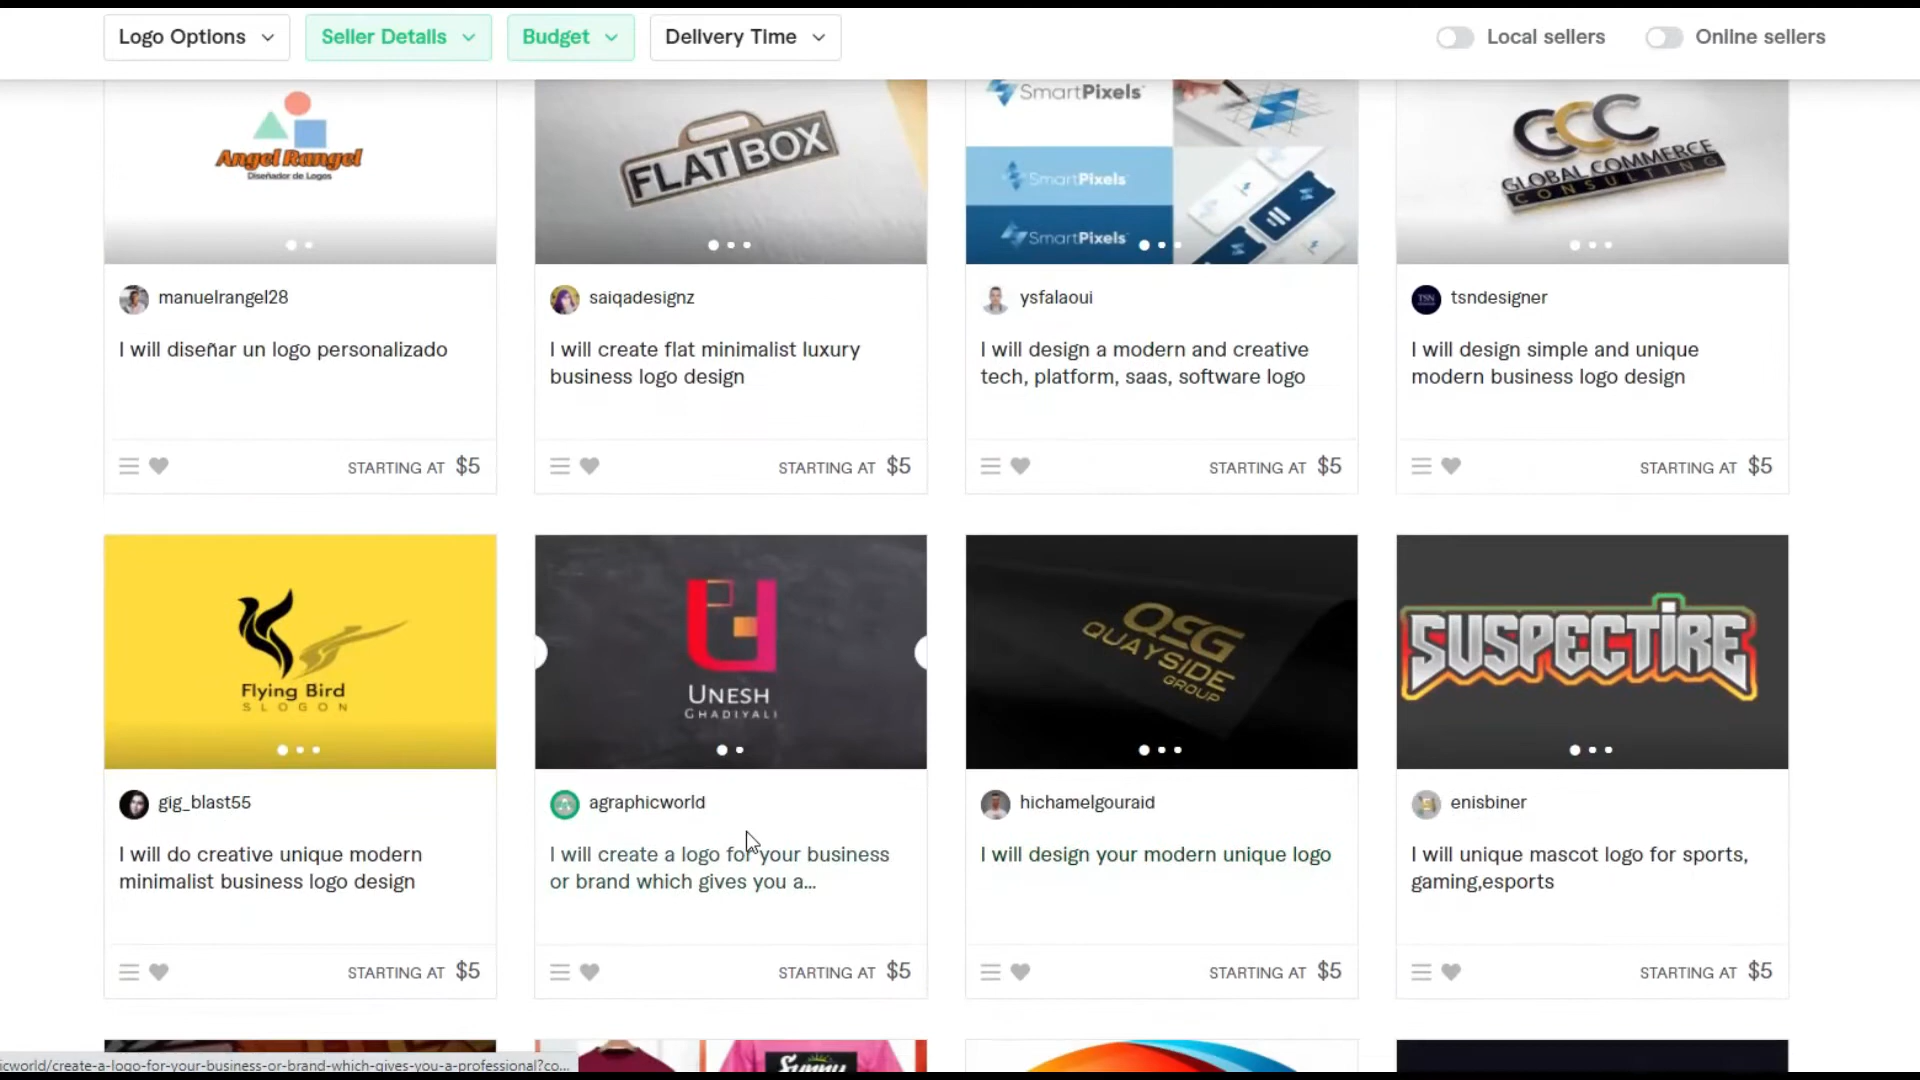 Logo Options
Seller Details
Budget
Delivery Time
Local sellers
Online sellers
Angel Rangel
Diseñador de Logos
FLATBOX
SmartPixels
SmartPixels
SmartPixels
GCC
GLOBAL COMMERCE
CONSULTING
manuelrangel28
saiqadesignz
ysfalaoui
TSN
tsndesigner
I will diseñar un logo personalizado
I will create flat minimalist luxury
business logo design
I will design a modern and creative
tech, platform, saas, software logo
I will design simple and unique
modern business logo design
STARTING AT $5
STARTING AT $5
STARTING AT $5
STARTING AT $5
Flying Bird
SLOGON
UNESH
GHADIYALI
QSG
QUAYSIDE
GROUP
SUSPECTIRE
gig_blast55
agraphicworld
hichamelgouraid
enisbiner
I will do creative unique modern
minimalist business logo design
I will create a logo for your business
or brand which gives you a...
I will design your modern unique logo
I will unique mascot logo for sports,
gaming,esports
STARTING AT $5
STARTING AT $5
STARTING AT $5
STARTING AT $5
Sunny
icworld/create-a-logo-for-your-business-or-brand-which-gives-you-a-professional?co...